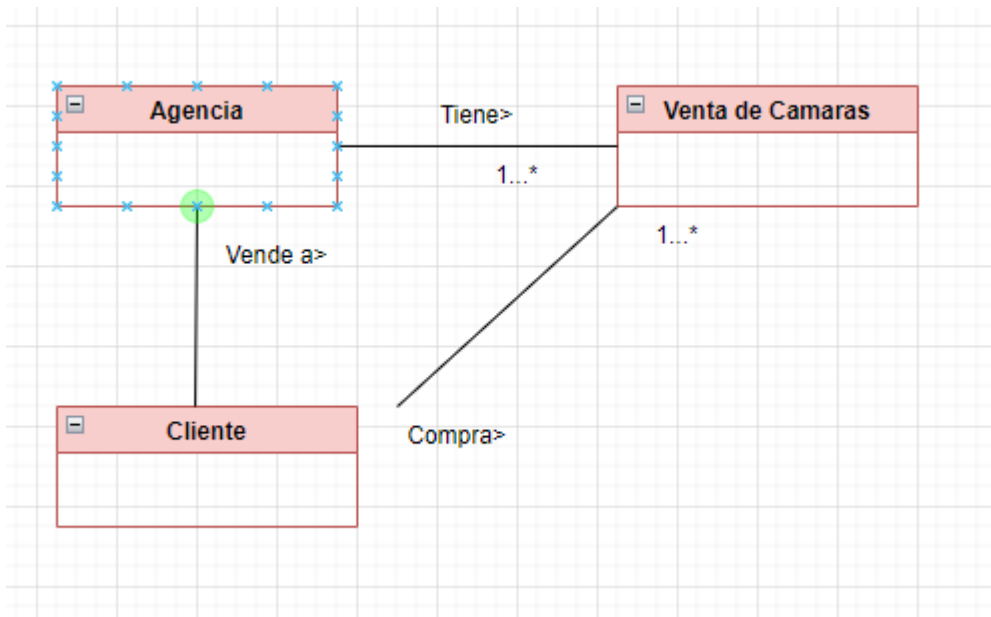 Agencia
Tiene>
Venta de Camaras
1...*
1...*
Vende a>
Cliente
Compra>